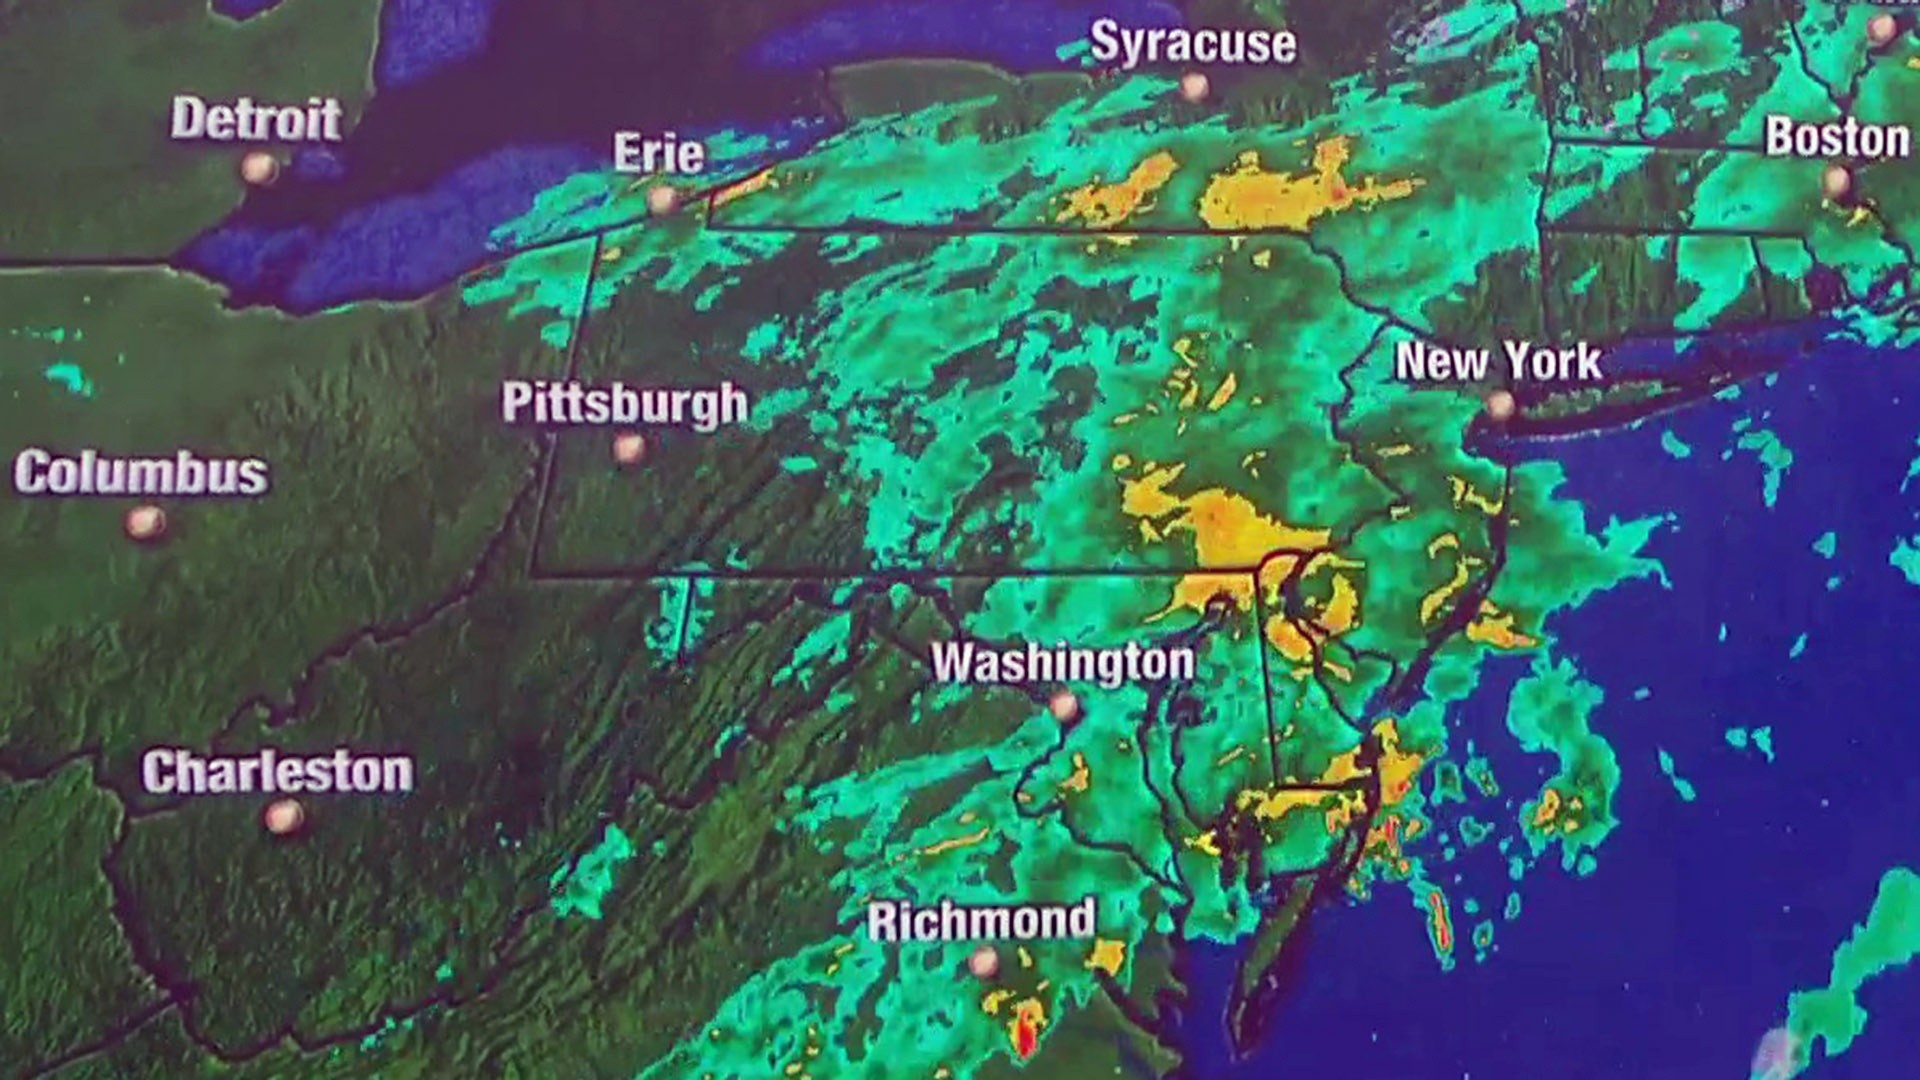 Syracuse
Detroit
Erie
Boston
New York
Pittsburgh
Columbus
Washington
Charleston
Richmond